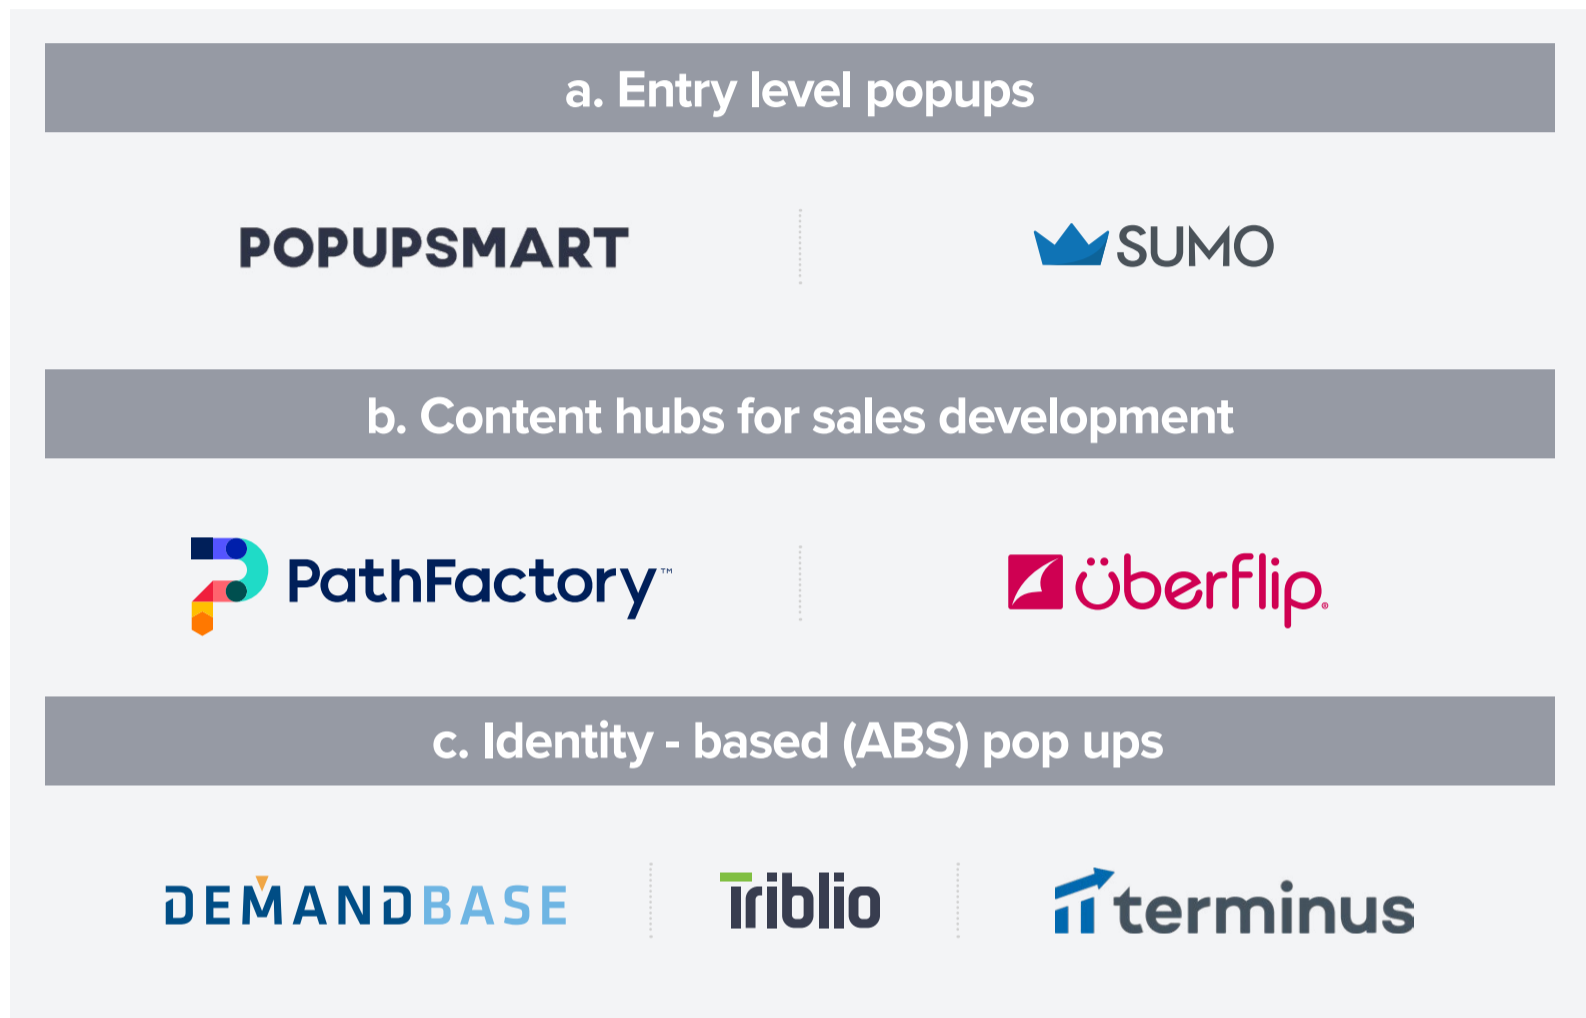 a. Entry level popups
POPUPSMART
SUMO
b. Content hubs for sales development
PathFactory™
überflip®
c. Identity - based (ABS) pop ups
DEMANDBASE
Triblio
terminus